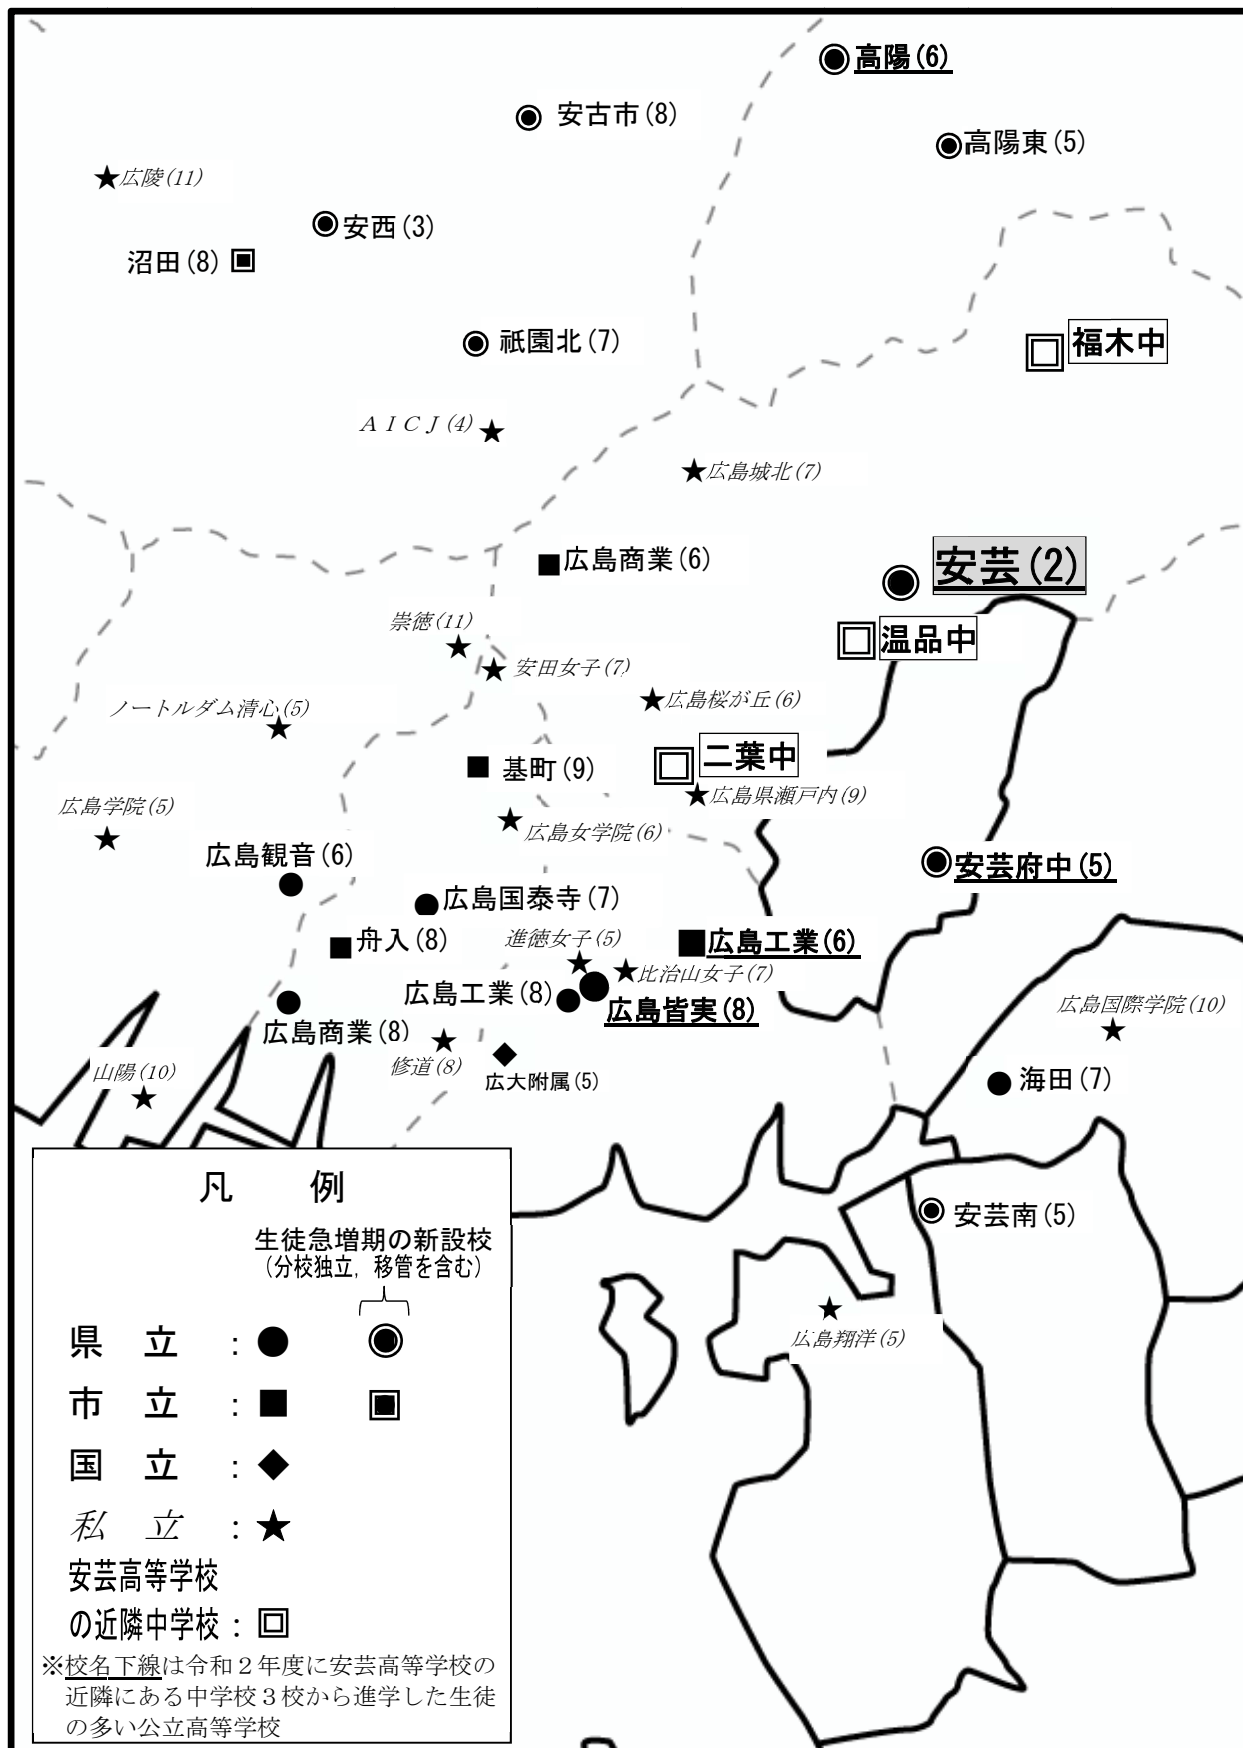 高陽(6)
安古市(8)
高陽東(5)
広陵(11)
安西(3)
沼田(8)
祇園北(7)
福木中
ＡＩＣＪ(4)
広島城北(7)
広島商業(6)
安芸(2)
崇徳(11)
温品中
安田女子(7)
広島桜が丘(6)
ノートルダム清心(5)
二葉中
基町(9)
広島県瀬戸内(9)
広島学院(5)
広島女学院(6)
広島観音(6)
安芸府中(5)
広島国泰寺(7)
舟入(8)
進徳女子(5)
広島工業(6)
比治山女子(7)
広島工業(8)
広島皆実(8)
広島国際学院(10)
広島商業(8)
山陽(10)
修道(8)
広大附属(5)
海田(7)
安芸南(5)
広島翔洋(5)
凡　例
生徒急増期の新設校
(分校独立，移管を含む)
県　立　：●　◉
市　立　：■　▣
国　立　：◆
私　立　：★
安芸高等学校
の近隣中学校：回
※校名下線は令和２年度に安芸高等学校の
近隣にある中学校３校から進学した生徒
の多い公立高等学校